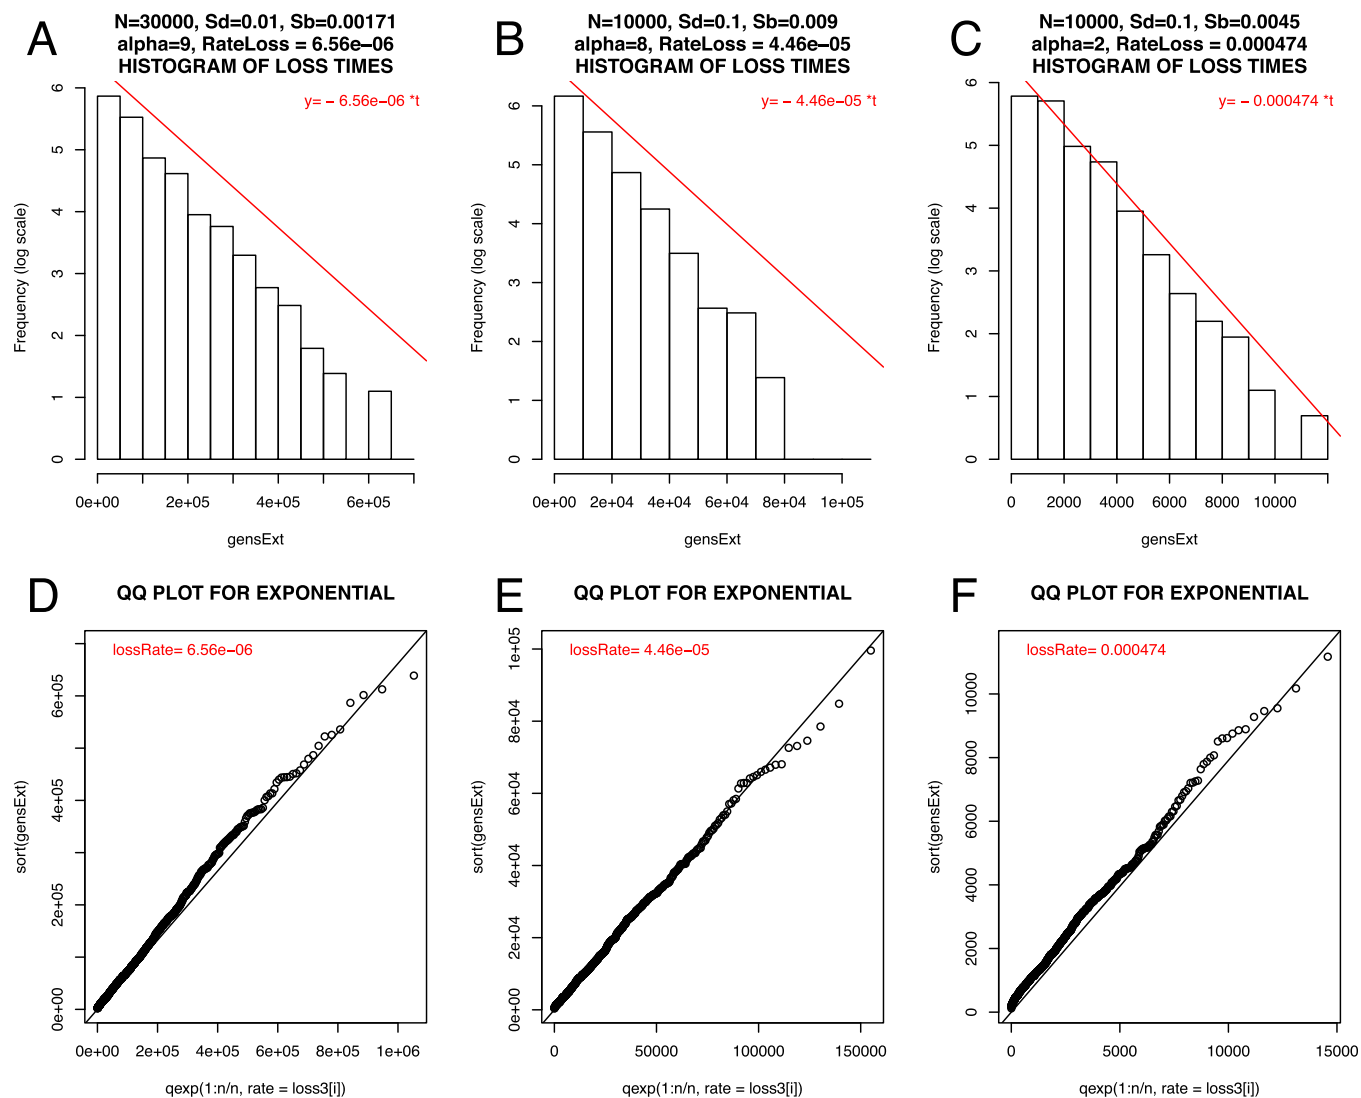 A
N=30000, Sd=0.01, Sb=0.00171
alpha=9, RateLoss = 6.56e−06
HISTOGRAM OF LOSS TIMES
y= − 6.56e−06 *t
Frequency (log scale)
6
5
4
3
2
1
0
0e+00 2e+05 4e+05 6e+05
gensExt
B
N=10000, Sd=0.1, Sb=0.009
alpha=8, RateLoss = 4.46e−05
HISTOGRAM OF LOSS TIMES
y= − 4.46e−05 *t
Frequency (log scale)
6
5
4
3
2
1
0
0e+00 2e+04 4e+04 6e+04 8e+04 1e+05
gensExt
C
N=10000, Sd=0.1, Sb=0.0045
alpha=2, RateLoss = 0.000474
HISTOGRAM OF LOSS TIMES
y= − 0.000474 *t
Frequency (log scale)
6
5
4
3
2
1
0
0 2000 4000 6000 8000 10000
gensExt
D
QQ PLOT FOR EXPONENTIAL
lossRate= 6.56e−06
sort(gensExt)
6e+05
4e+05
2e+05
0e+00
0e+00 2e+05 4e+05 6e+05 8e+05 1e+06
qexp(1:n/n, rate = loss3[i])
E
QQ PLOT FOR EXPONENTIAL
lossRate= 4.46e−05
sort(gensExt)
1e+05
8e+04
6e+04
4e+04
2e+04
0e+00
0 50000 100000 150000
qexp(1:n/n, rate = loss3[i])
F
QQ PLOT FOR EXPONENTIAL
lossRate= 0.000474
sort(gensExt)
10000
8000
6000
4000
2000
0
0 5000 10000 15000
qexp(1:n/n, rate = loss3[i])